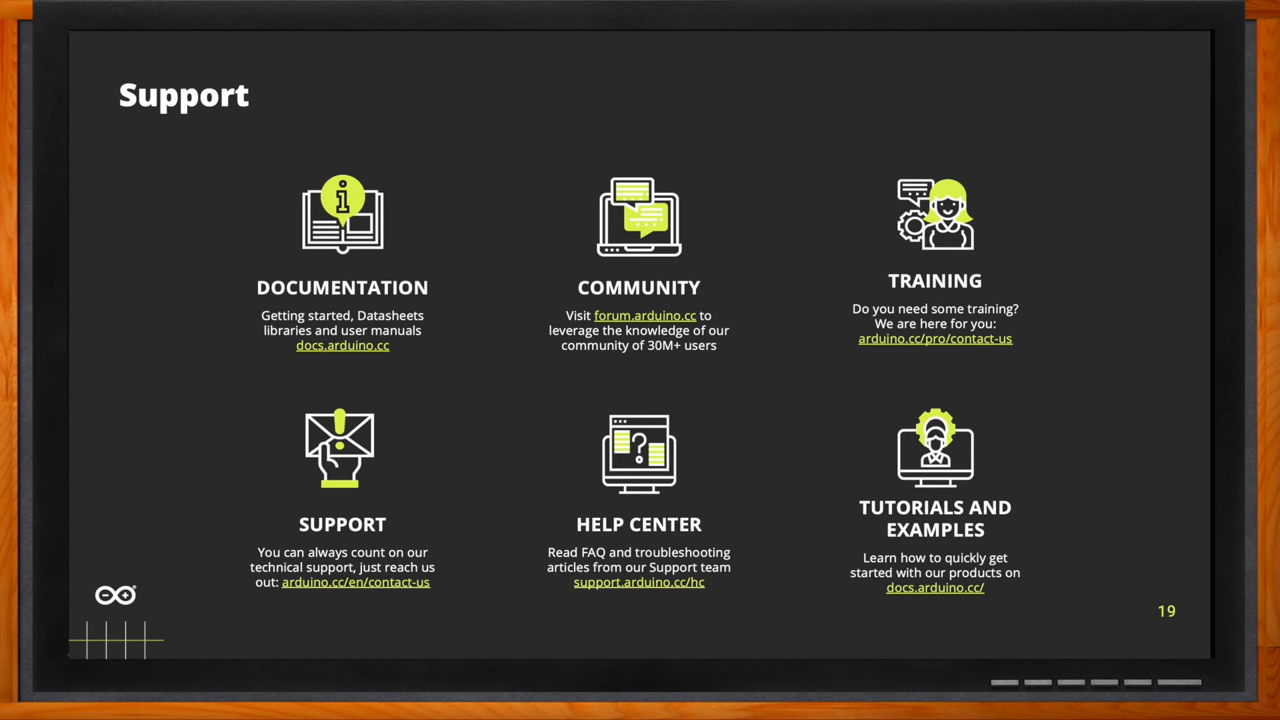 Support
DOCUMENTATION
Getting started, Datasheets
libraries and user manuals
docs.arduino.cc
COMMUNITY
Visit forum.arduino.cc to
leverage the knowledge of our
community of 30M+ users
TRAINING
Do you need some training?
We are here for you:
arduino.cc/pro/contact-us
SUPPORT
You can always count on our
technical support, just reach us
out: arduino.cc/en/contact-us
HELP CENTER
Read FAQ and troubleshooting
articles from our Support team
support.arduino.cc/hc
TUTORIALS AND
EXAMPLES
Learn how to quickly get
started with our products on
docs.arduino.cc/
19